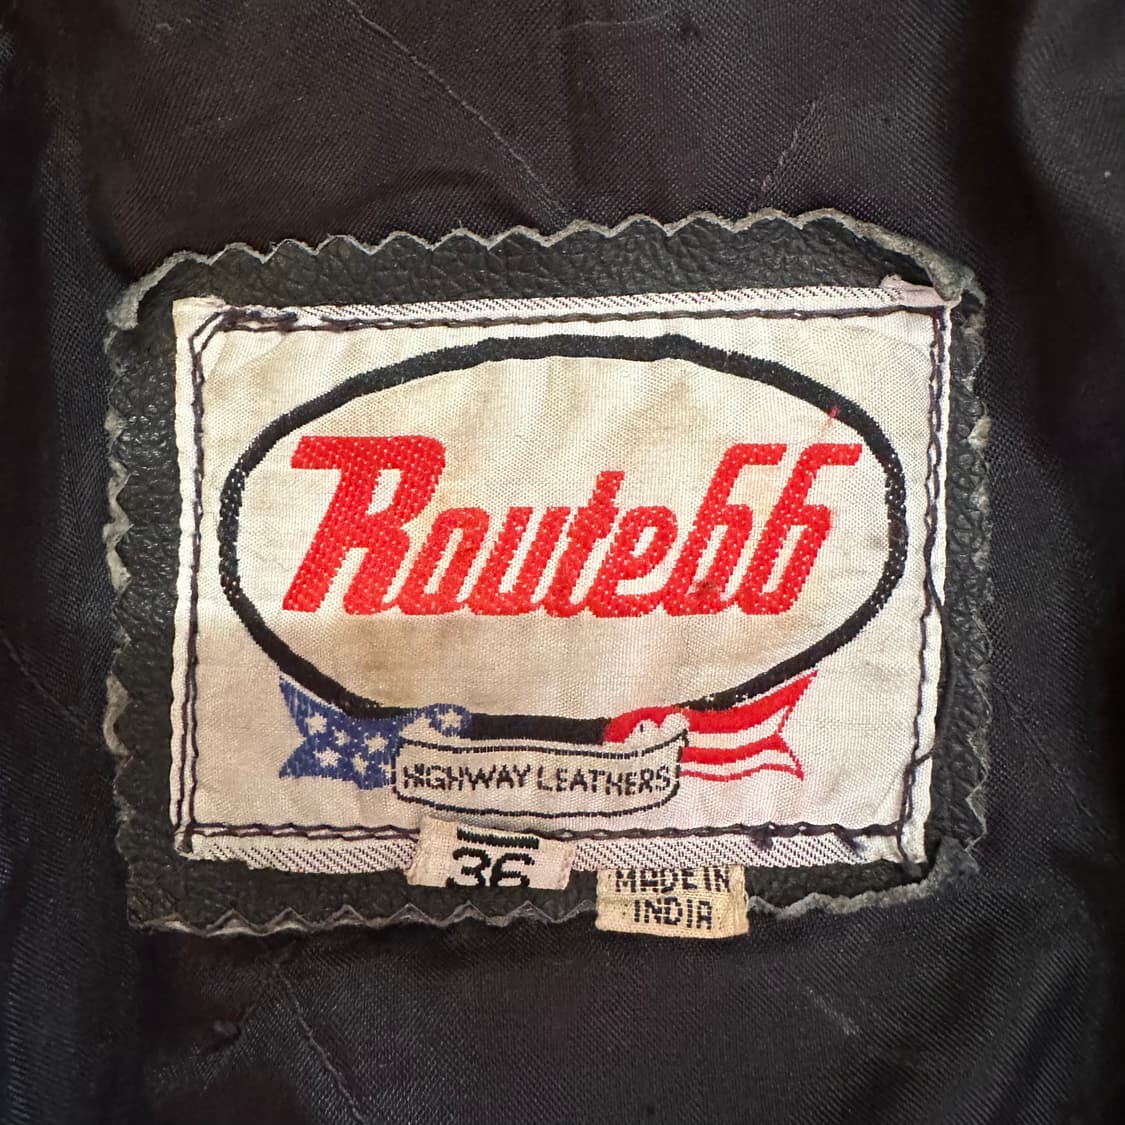 Route66
HIGHWAY LEATHERS
36
MADE IN
INDIA